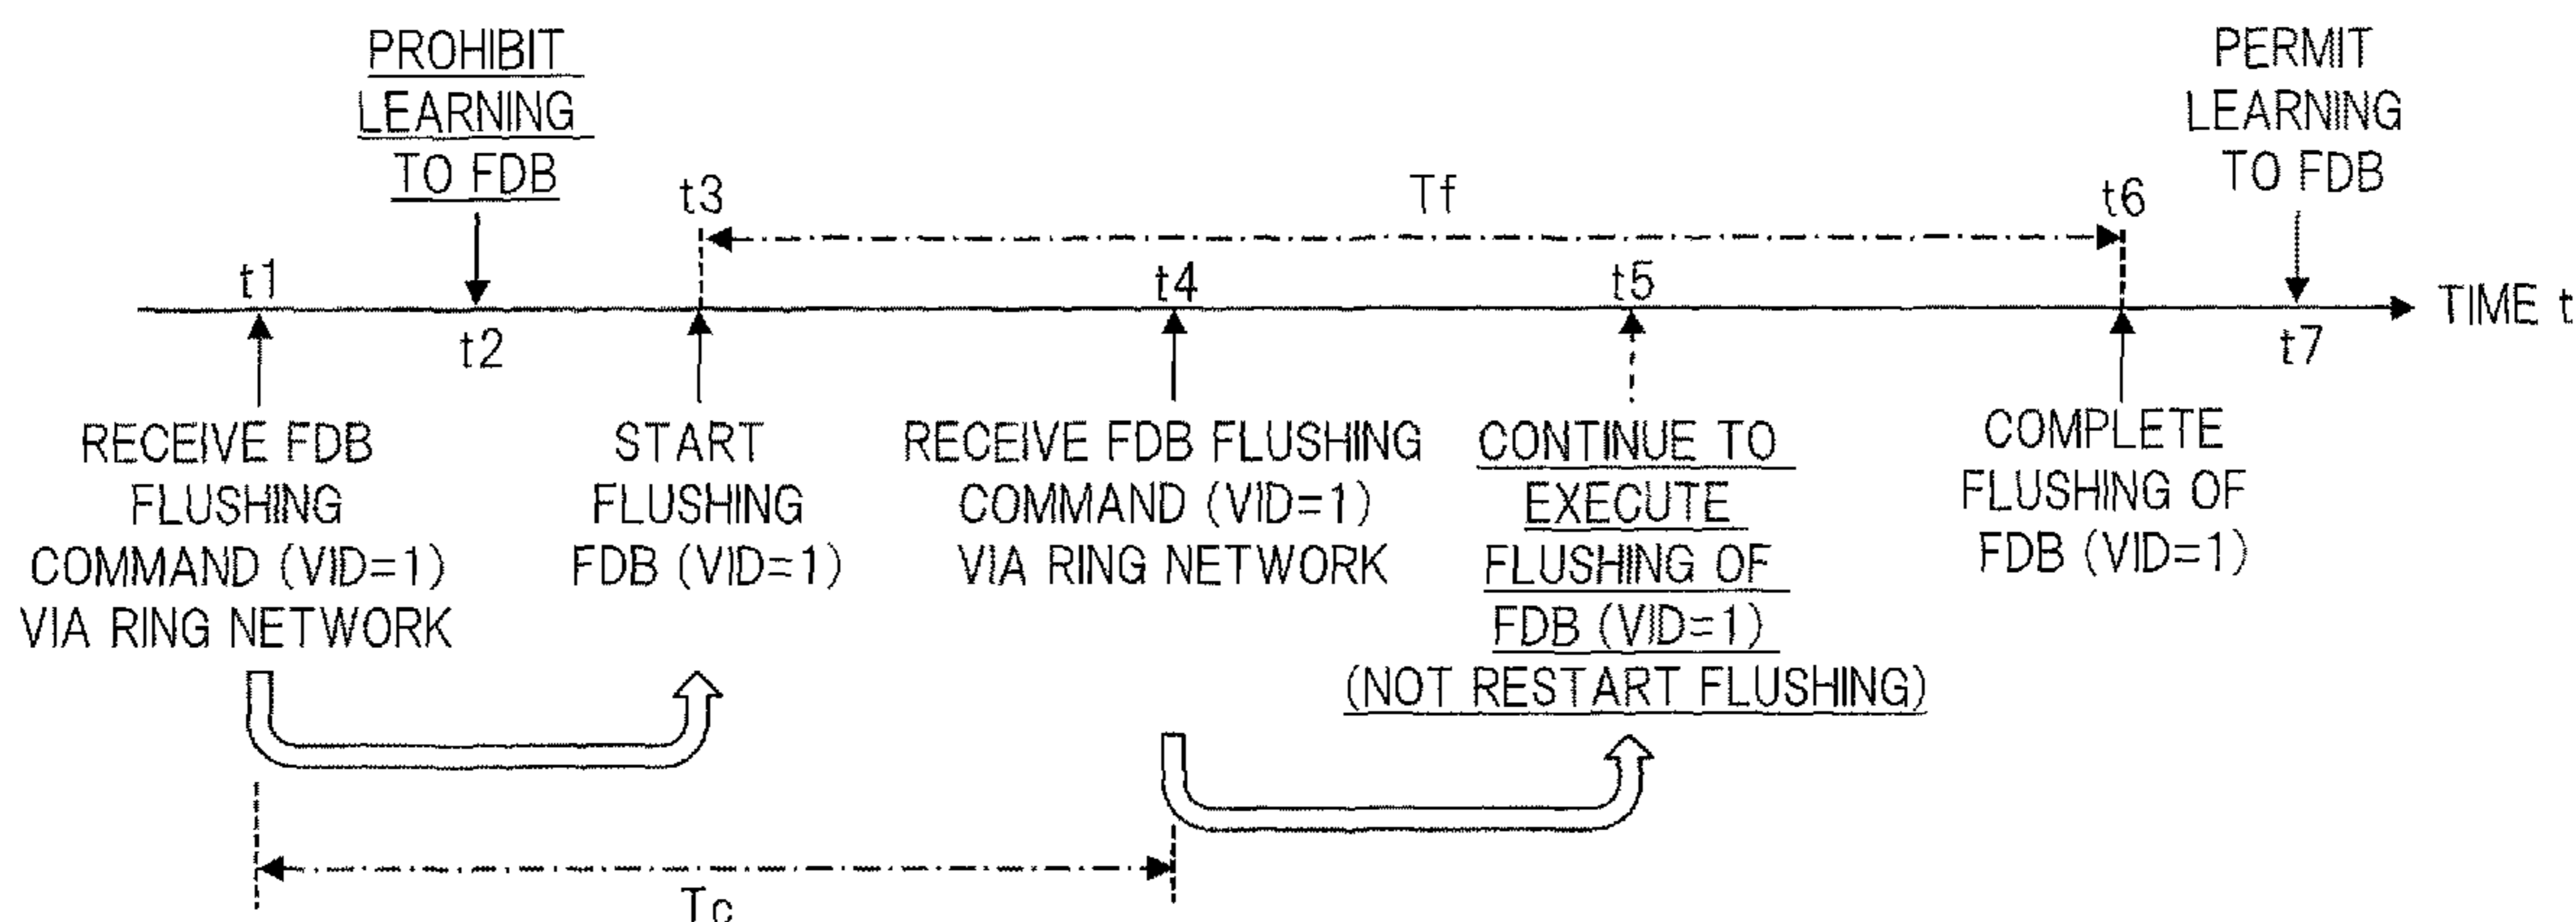 PROHIBIT
LEARNING
TO FDB
PERMIT
LEARNING
TO FDB
t3
Tf
t6
t1
t4
t5
TIME t
t2
t7
RECEIVE FDB
FLUSHING
COMMAND (VID=1)
VIA RING NETWORK
START
FLUSHING
FDB (VID=1)
RECEIVE FDB FLUSHING
COMMAND (VID=1)
VIA RING NETWORK
CONTINUE TO
EXECUTE
FLUSHING OF
FDB (VID=1)
(NOT RESTART FLUSHING)
COMPLETE
FLUSHING OF
FDB (VID=1)
Tc